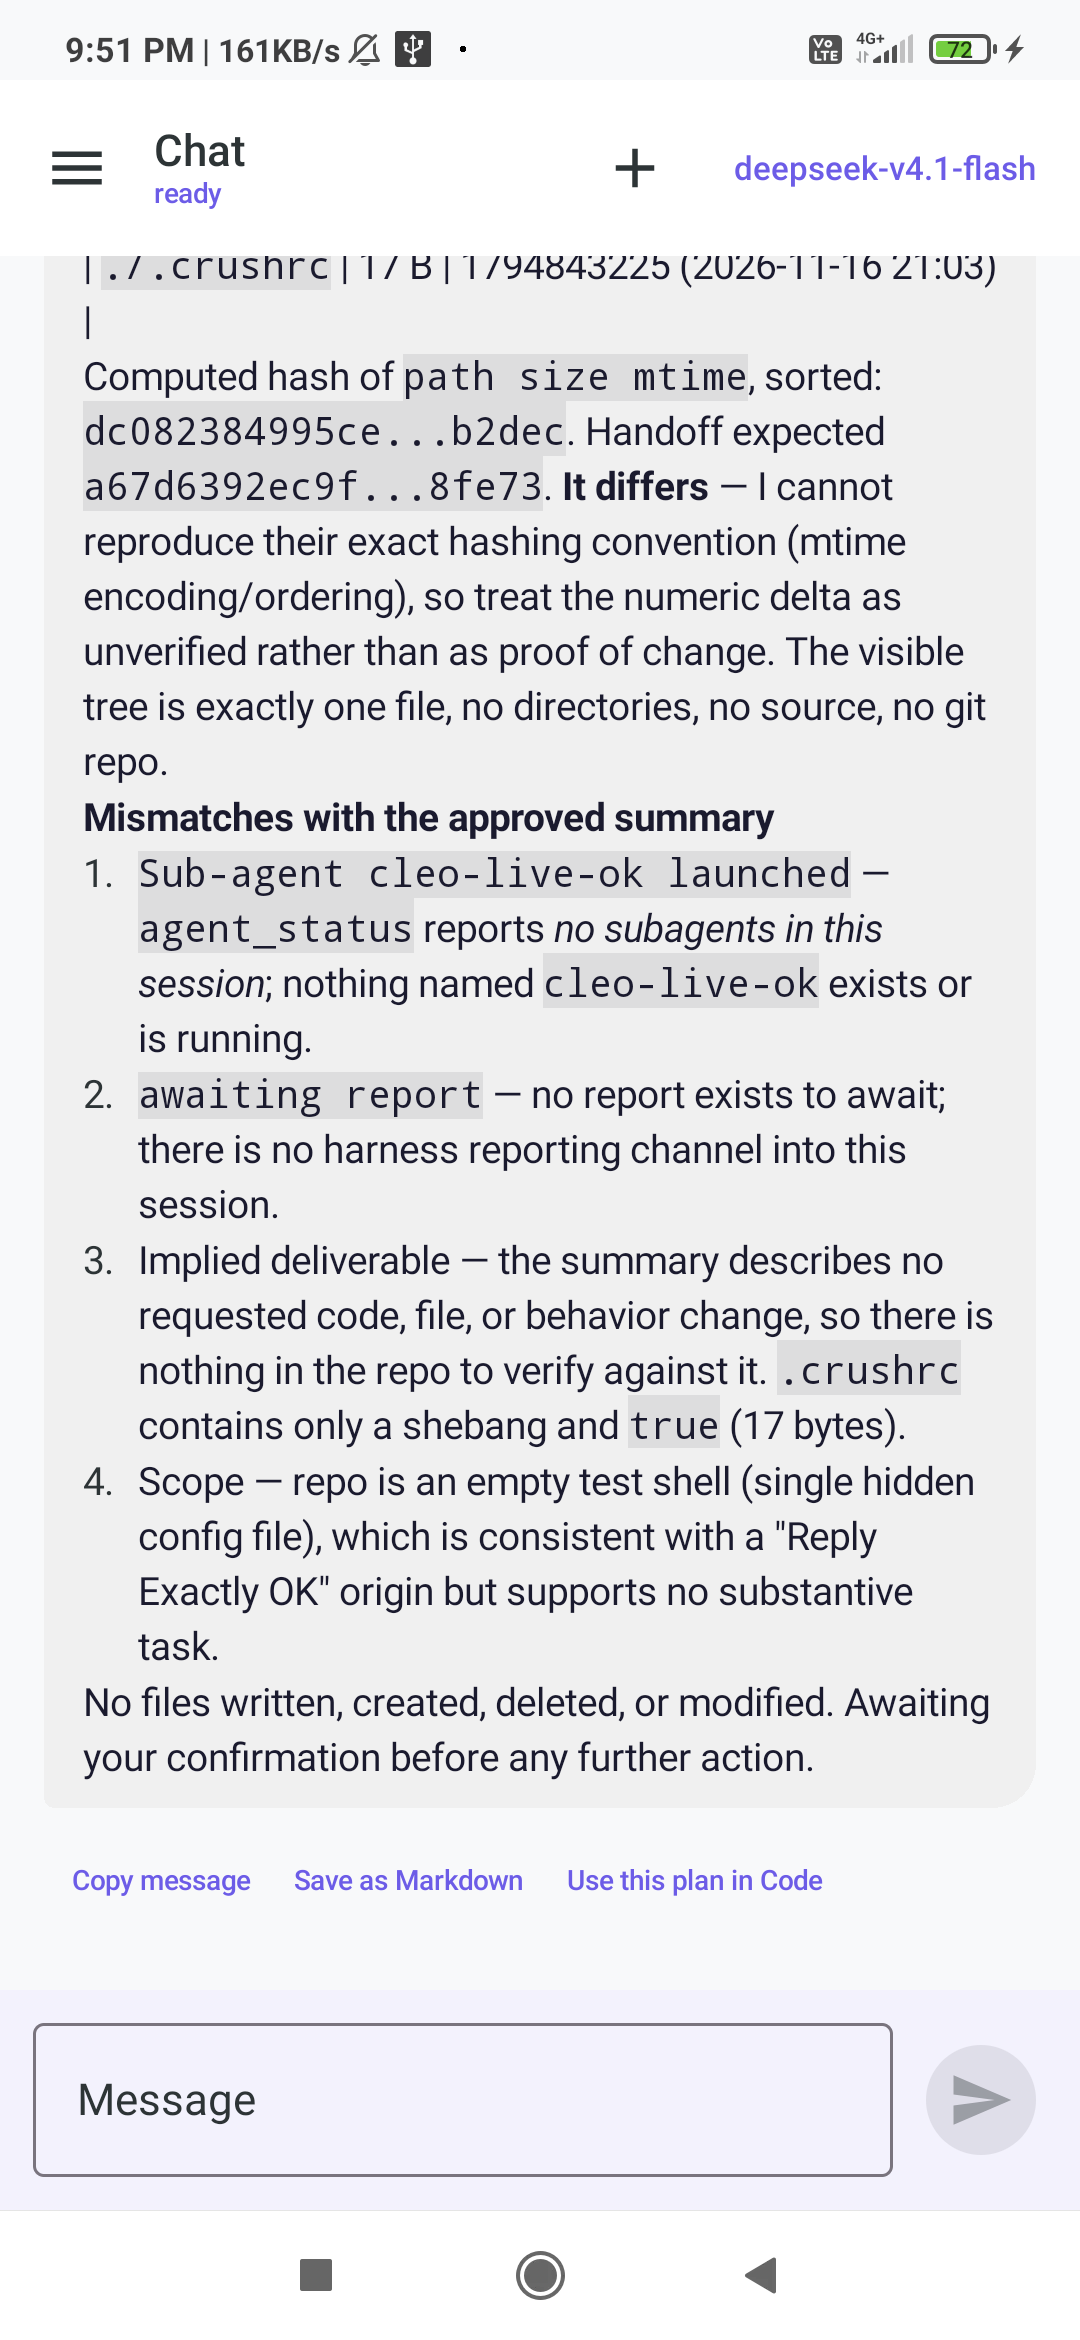 9:51 PM | 161KB/s
Vo LTE 4G+ 72
Chat
ready
+
deepseek-v4.1-flash
| ./.crushrc | 17 B | 1794843225 (2026-11-16 21:03)
|
Computed hash of path size mtime, sorted:
dc082384995ce...b2dec. Handoff expected
a67d6392ec9f...8fe73. It differs — I cannot
reproduce their exact hashing convention (mtime
encoding/ordering), so treat the numeric delta as
unverified rather than as proof of change. The visible
tree is exactly one file, no directories, no source, no git
repo.
Mismatches with the approved summary
1. Sub-agent cleo-live-ok launched —
agent_status reports no subagents in this
session; nothing named cleo-live-ok exists or
is running.
2. awaiting report — no report exists to await;
there is no harness reporting channel into this
session.
3. Implied deliverable — the summary describes no
requested code, file, or behavior change, so there is
nothing in the repo to verify against it. .crushrc
contains only a shebang and true (17 bytes).
4. Scope — repo is an empty test shell (single hidden
config file), which is consistent with a "Reply
Exactly OK" origin but supports no substantive
task.
No files written, created, deleted, or modified. Awaiting
your confirmation before any further action.
Copy message Save as Markdown Use this plan in Code
Message